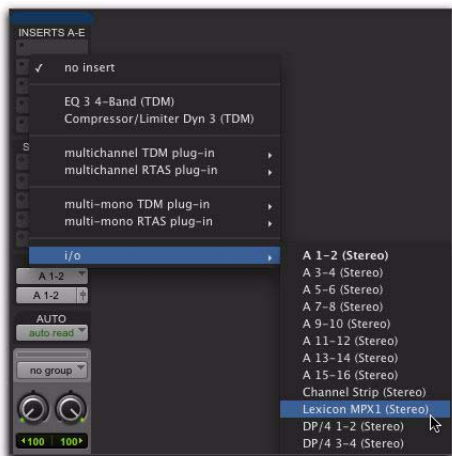 INSERTS A-E
✓ no insert
EQ 3 4-Band (TDM)
Compressor/Limiter Dyn 3 (TDM)
S
multichannel TDM plug-in
multichannel RTAS plug-in
multi-mono TDM plug-in
multi-mono RTAS plug-in
i/o
A 1-2 (Stereo)
A 3-4 (Stereo)
A 5-6 (Stereo)
A 7-8 (Stereo)
A 9-10 (Stereo)
A 11-12 (Stereo)
A 13-14 (Stereo)
A 15-16 (Stereo)
Channel Strip (Stereo)
Lexicon MPX1 (Stereo)
DP/4 1-2 (Stereo)
DP/4 3-4 (Stereo)
A 1-2
A 1-2
AUTO
auto read
no group
100 100